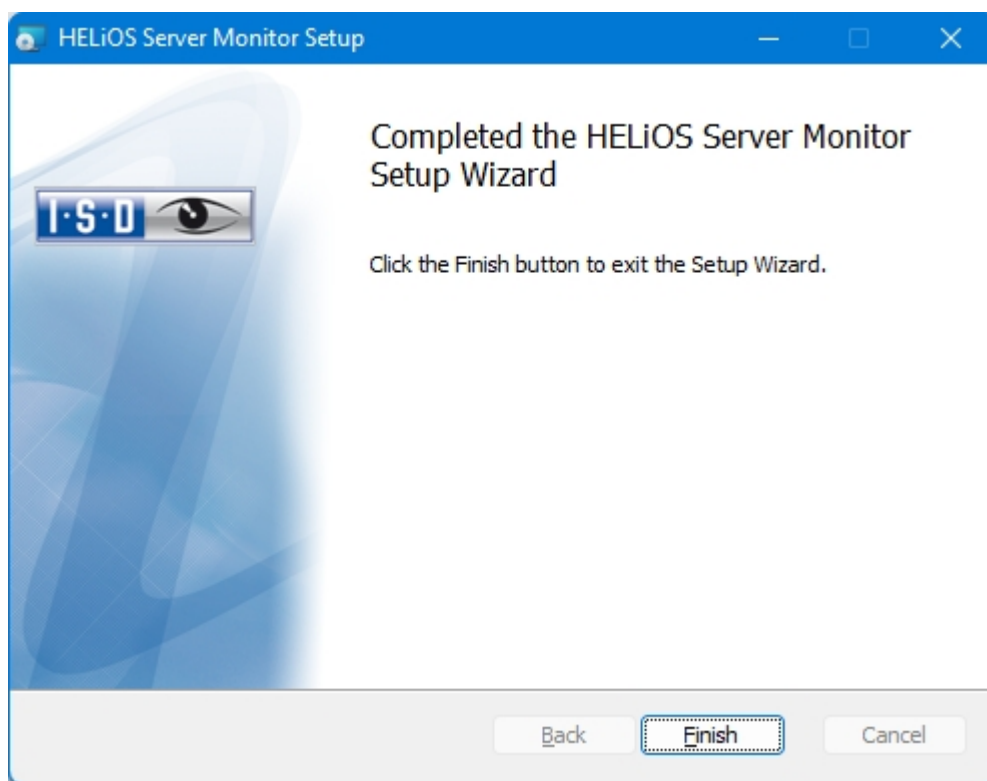 HELiOS Server Monitor Setup
Completed the HELiOS Server Monitor
Setup Wizard
I·S·D
Click the Finish button to exit the Setup Wizard.
Back
Finish
Cancel